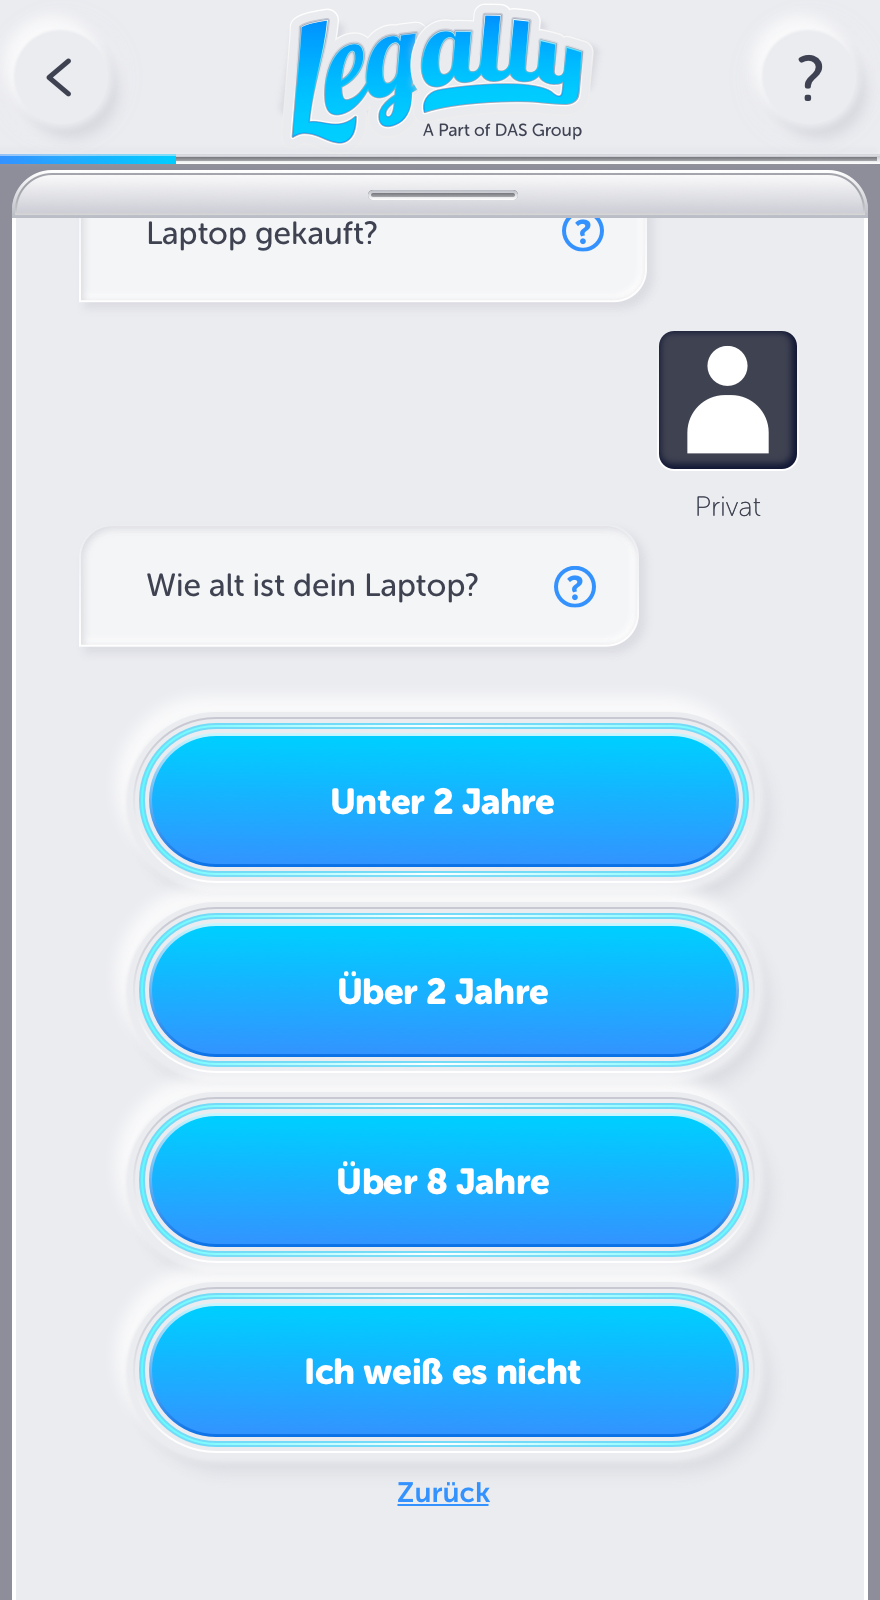 Legally
A Part of DAS Group
?
Laptop gekauft?
?
Privat
Wie alt ist dein Laptop?
?
Unter 2 Jahre
Über 2 Jahre
Über 8 Jahre
Ich weiß es nicht
Zurück